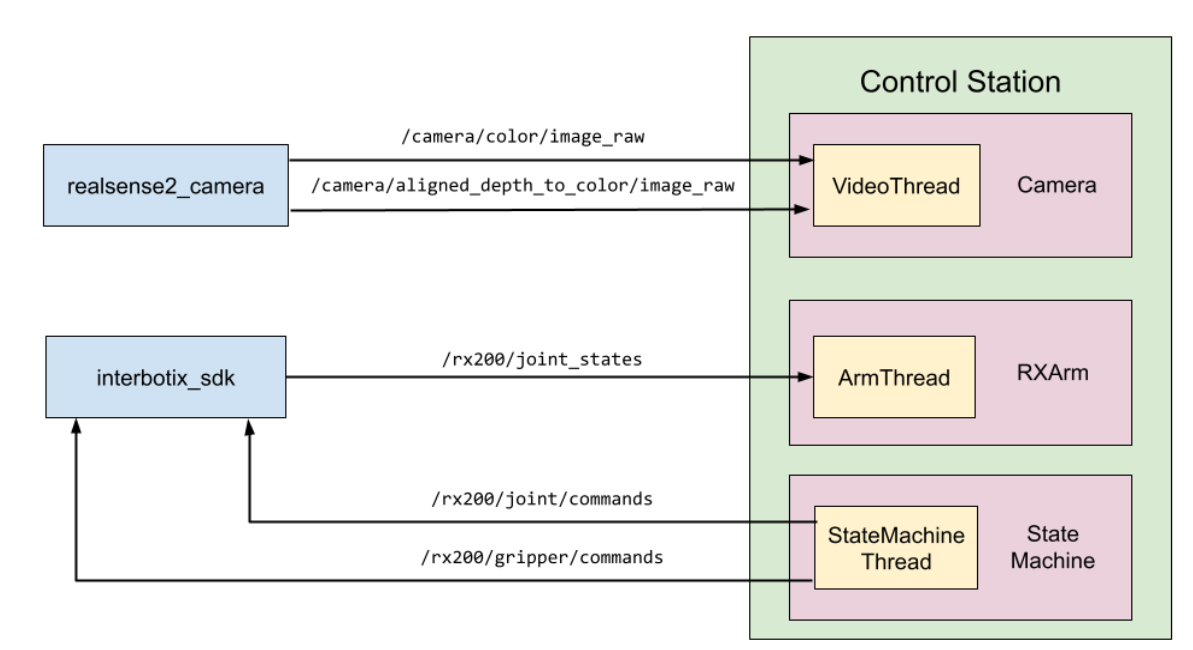 Control Station
/camera/color/image_raw
realsense2_camera
/camera/aligned_depth_to_color/image_raw
VideoThread
Camera
/rx200/joint_states
interbotix_sdk
ArmThread
RXArm
/rx200/joint/commands
/rx200/gripper/commands
StateMachine
Thread
State
Machine